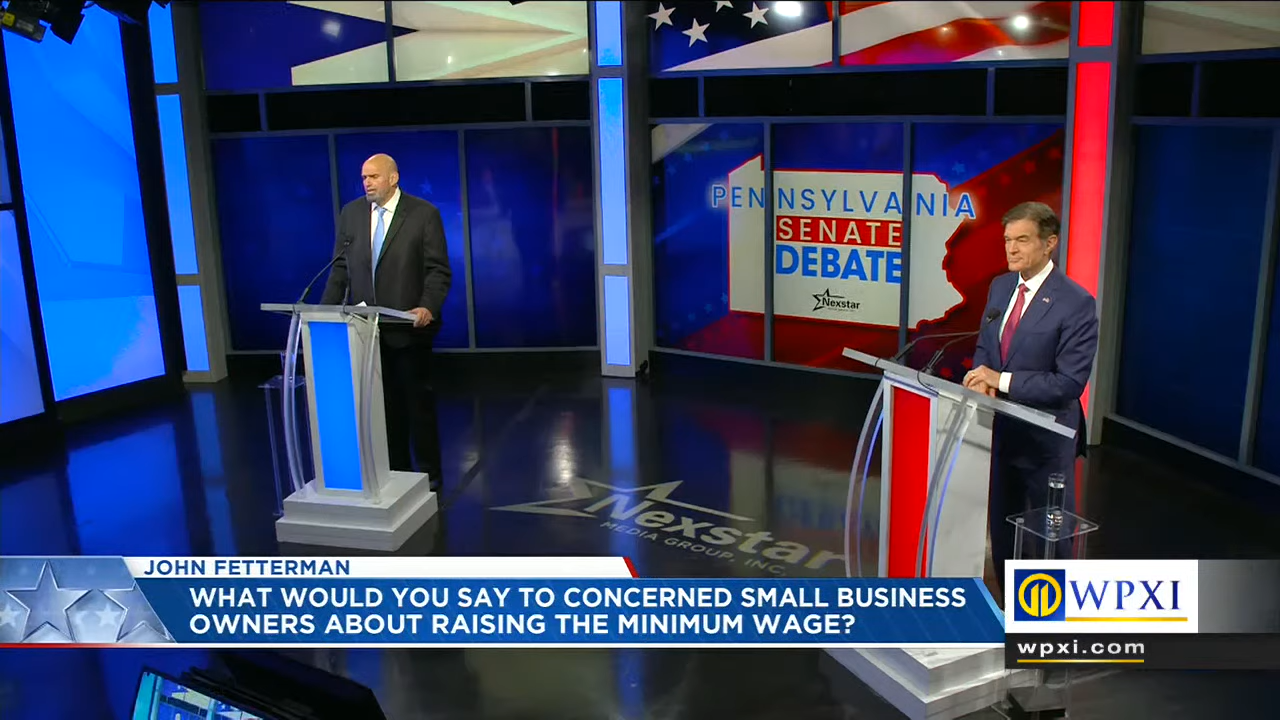 PENNSYLVANIA
SENATE
DEBATE
Nexstar
Nexstar
MEDIA GROUP, INC.
JOHN FETTERMAN
WHAT WOULD YOU SAY TO CONCERNED SMALL BUSINESS
OWNERS ABOUT RAISING THE MINIMUM WAGE?
WPXI
wpxi.com